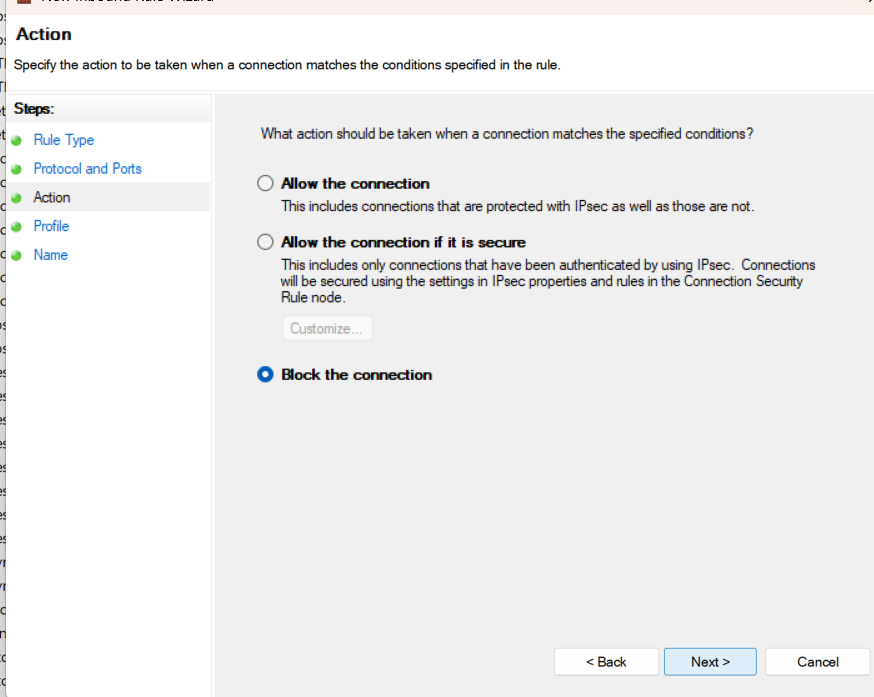 Action
Specify the action to be taken when a connection matches the conditions specified in the rule.
Steps:
Rule Type
Protocol and Ports
Action
Profile
Name
What action should be taken when a connection matches the specified conditions?
Allow the connection
This includes connections that are protected with IPsec as well as those are not.
Allow the connection if it is secure
This includes only connections that have been authenticated by using IPsec. Connections
will be secured using the settings in IPsec properties and rules in the Connection Security
Rule node.
Customize...
Block the connection
< Back
Next >
Cancel